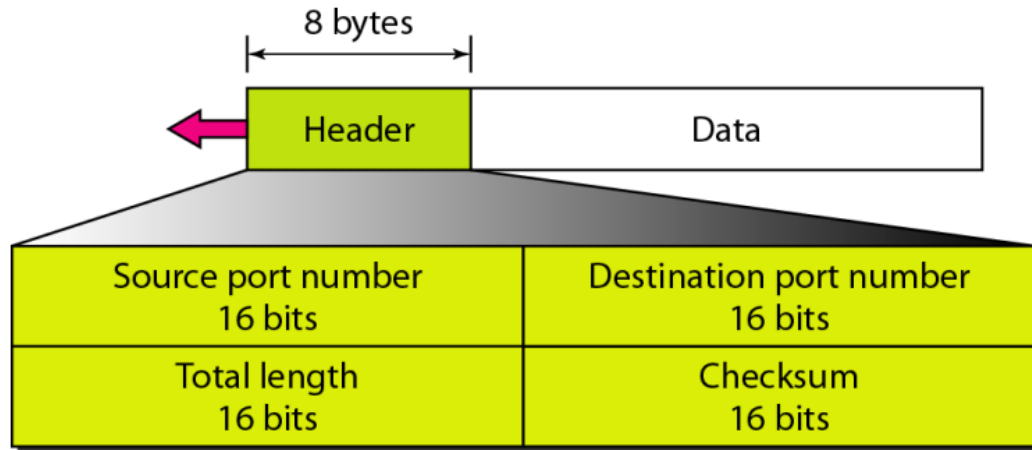 8 bytes
Header
Data
Source port number
16 bits
Destination port number
16 bits
Total length
16 bits
Checksum
16 bits